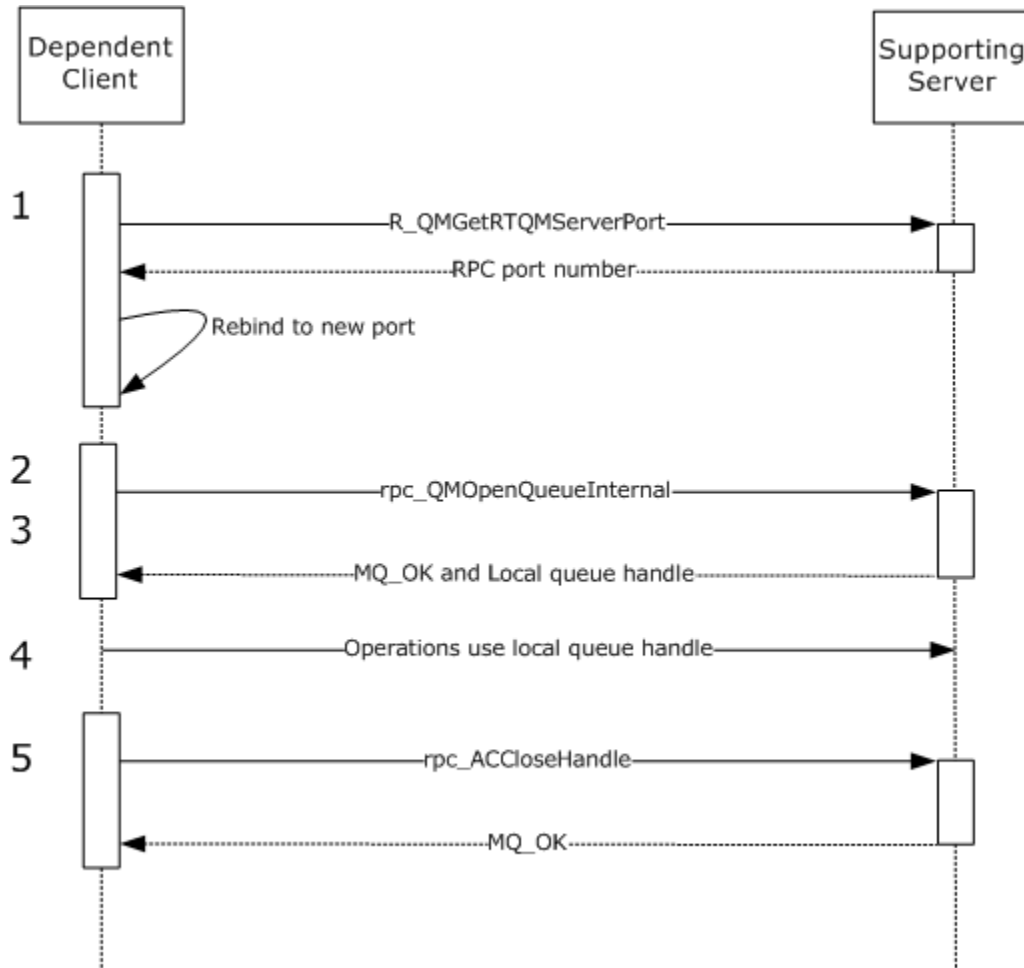 Dependent
Client
Supporting
Server
1
R_QMGetRTQMServerPort
RPC port number
Rebind to new port
2
rpc_QMOpenQueueInternal
3
MQ_OK and Local queue handle
4
Operations use local queue handle
5
rpc_ACCloseHandle
MQ_OK